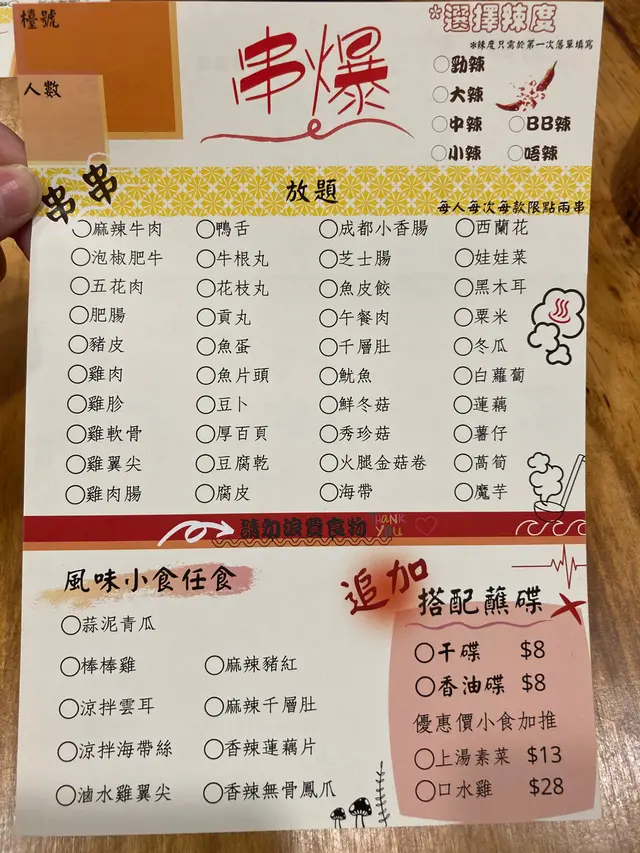 檯號
人數
串爆
*選擇辣度
*辣度只需於第一次落單填寫
勁辣
大辣
中辣 BB辣
小辣 唔辣
串串
放題
每人每次每款限點兩串
麻辣牛肉 鴨舌 成都小香腸 西蘭花
泡椒肥牛 牛根丸 芝士腸 娃娃菜
五花肉 花枝丸 魚皮餃 黑木耳
肥腸 貢丸 午餐肉 粟米
豬皮 魚蛋 千層肚 冬瓜
雞肉 魚片頭 魷魚 白蘿蔔
雞胗 豆卜 鮮冬菇 蓮藕
雞軟骨 厚百頁 秀珍菇 薯仔
雞翼尖 豆腐乾 火腿金菇卷 萵筍
雞肉腸 腐皮 海帶 魔芋
請勿浪費食物 THANK YOU
風味小食任食
蒜泥青瓜
棒棒雞 麻辣豬紅
涼拌雲耳 麻辣千層肚
涼拌海帶絲 香辣蓮藕片
滷水雞翼尖 香辣無骨鳳爪
追加
搭配蘸碟
干碟 $8
香油碟 $8
優惠價小食加推
上湯素菜 $13
口水雞 $28